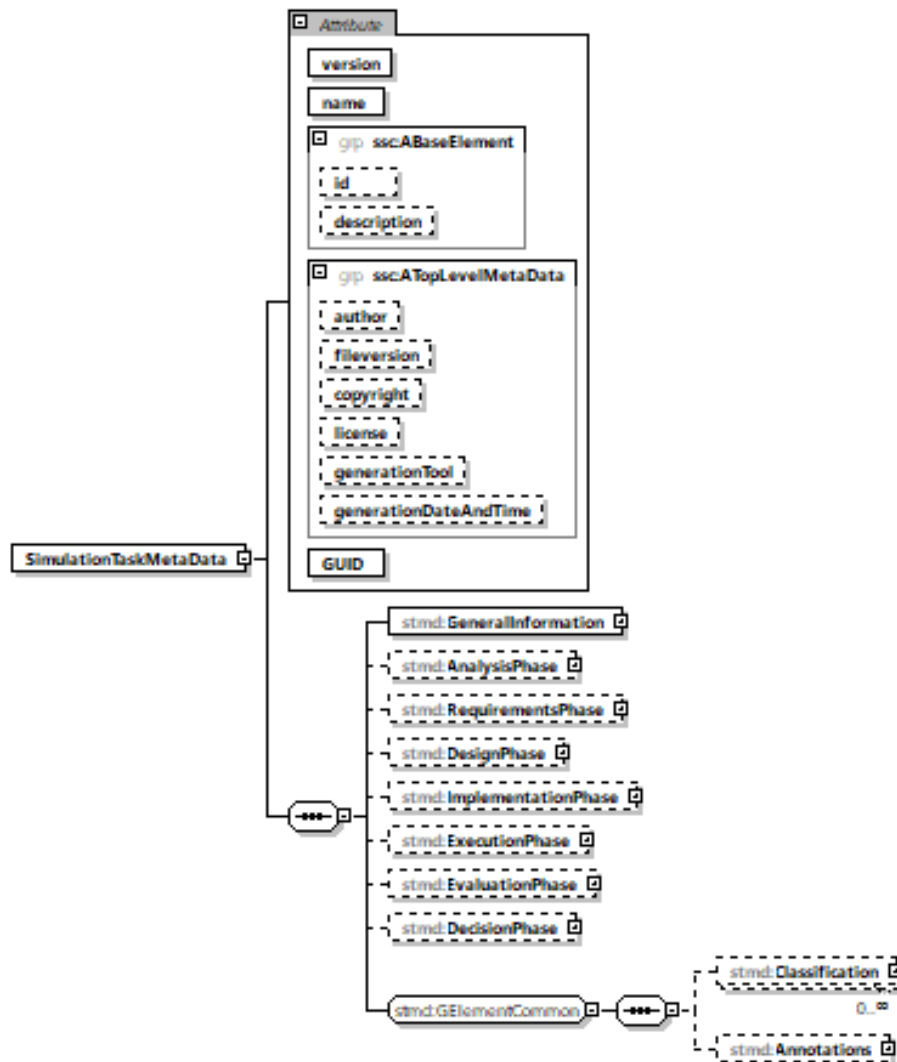 Attribute
version
name
grp ssc:ABaseElement
id
description
grp ssc:ATopLevelMetaData
author
fileversion
copyright
license
generationTool
generationDateAndTime
SimulationTaskMetaData
GUID
stmd:GeneralInformation
stmd:AnalysisPhase
stmd:RequirementsPhase
stmd:DesignPhase
stmd:ImplementationPhase
stmd:ExecutionPhase
stmd:EvaluationPhase
stmd:DecisionPhase
stmd:Classification
0..∞
stmd:GElementCommon
stmd:Annotations